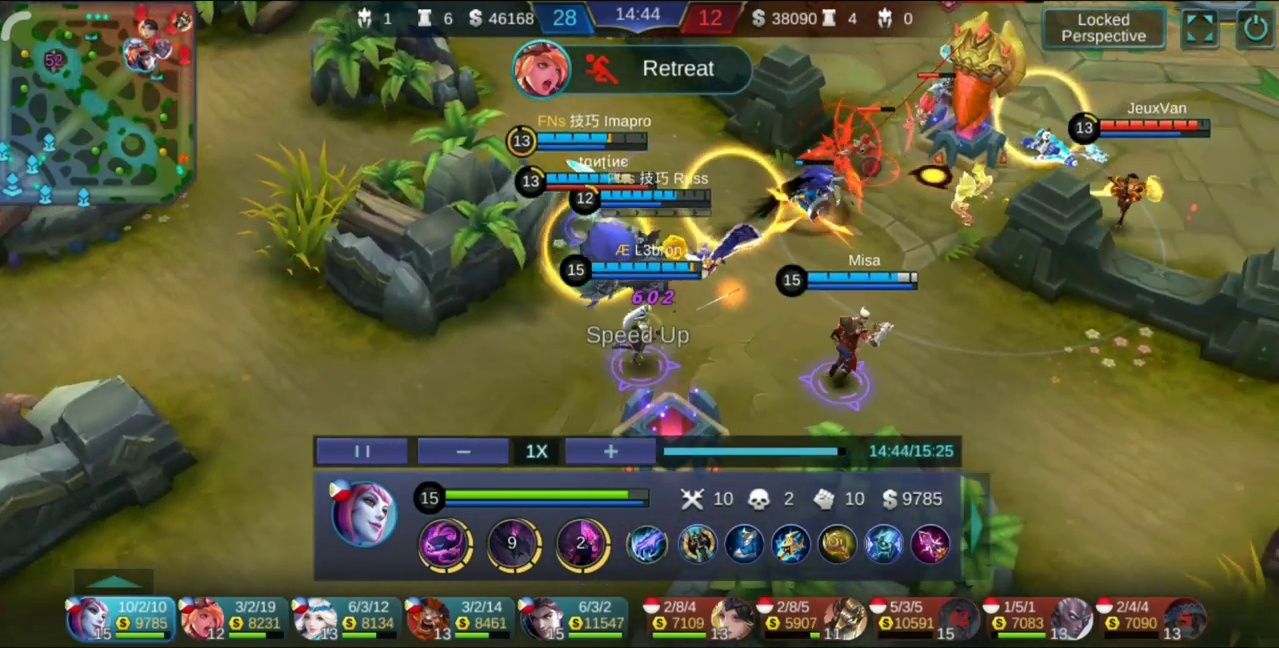 1 6 $ 46168 28 14:44 12 $ 38090 4 0
Locked
Perspective
52
Retreat
JeuxVan
13
FNs 技巧 Imapro
13
tantine
13
技巧 Russ
12
Æ L3bron
15
Misa
15
602
Speed Up
II − 1X + 14:44/15:25
15 10 2 10 $ 9785
9 2
10/2/10 3/2/19 6/3/12 3/2/14 6/3/2 2/8/4 2/8/5 5/3/5 1/5/1 2/4/4
9785 8231 8134 8461 11547 7109 5907 10591 7083 7090
15 12 13 13 15 13 11 15 13 13